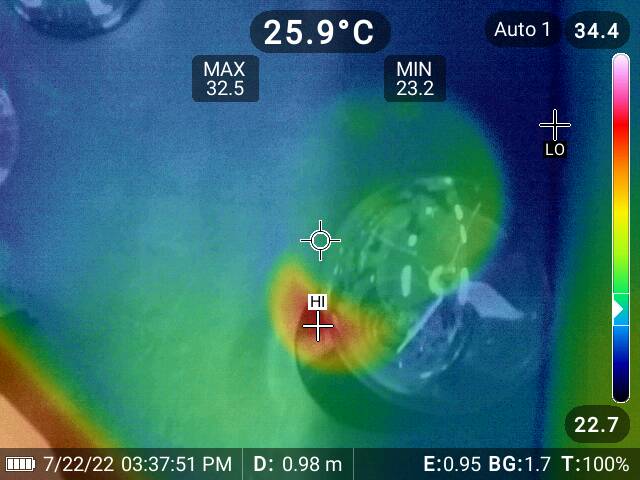 25.9°C
Auto 1
34.4
MAX
32.5
MIN
23.2
LO
HI
22.7
7/22/22 03:37:51 PM
D: 0.98 m
E:0.95 BG:1.7 T:100%